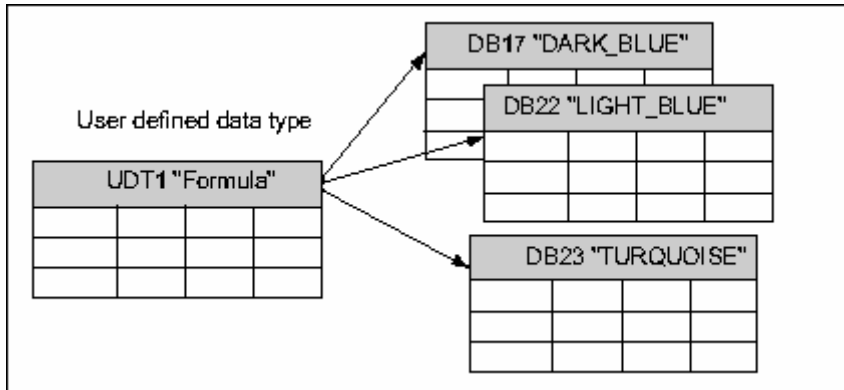 DB17 "DARK_BLUE"
DB22 "LIGHT_BLUE"
User defined data type
UDT1 "Formula"
DB23 "TURQUOISE"